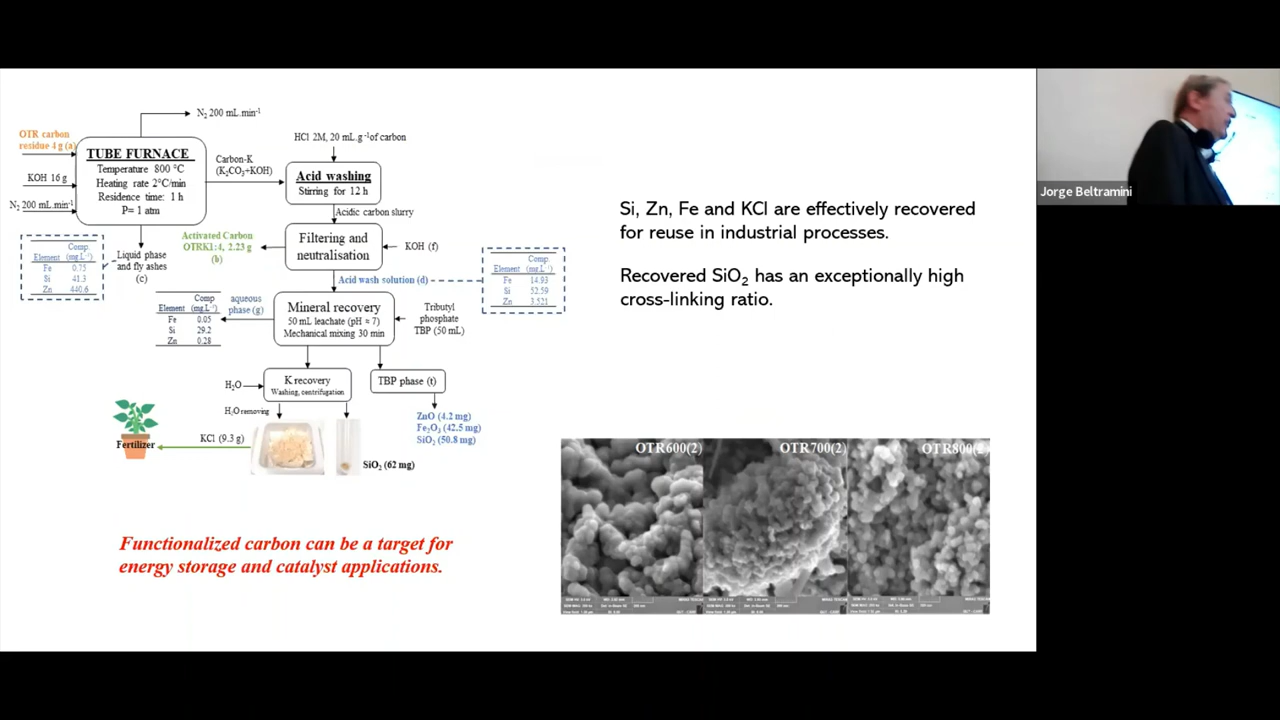 N₂ 200 mL.min⁻¹
OTR carbon
residue 4 g (a)
KOH 16 g
N₂ 200 mL.min⁻¹
TUBE FURNACE
Temperature 800 °C
Heating rate 2°C/min
Residence time: 1 h
P= 1 atm
Carbon-K
(K₂CO₃+KOH)
HCl 2M, 20 mL.g⁻¹of carbon
Acid washing
Stirring for 12 h
Acidic carbon slurry
Activated Carbon
OTRK1:4, 2.23 g
(b)
Filtering and
neutralisation
KOH (f)
Liquid phase
and fly ashes
(c)
Comp.
Element (mg.L⁻¹)
Fe 0.75
Si 41.3
Zn 440.6
Acid wash solution (d)
Comp.
Element (mg.L⁻¹)
Fe 14.93
Si 52.59
Zn 3.521
Comp
Element (mg.L⁻¹)
Fe 0.05
Si 29.2
Zn 0.28
aqueous
phase (g)
Mineral recovery
50 mL leachate (pH ≈ 7)
Mechanical mixing 30 min
Tributyl
phosphate
TBP (50 mL)
H₂O
K recovery
Washing, centrifugation
TBP phase (t)
H₂O removing
ZnO (4.2 mg)
Fe₂O₃ (42.5 mg)
SiO₂ (50.8 mg)
Fertilizer
KCl (9.3 g)
SiO₂ (62 mg)
Functionalized carbon can be a target for
energy storage and catalyst applications.
Si, Zn, Fe and KCl are effectively recovered
for reuse in industrial processes.
Recovered SiO₂ has an exceptionally high
cross-linking ratio.
OTR600(2) OTR700(2) OTR800(2)
Jorge Beltramini